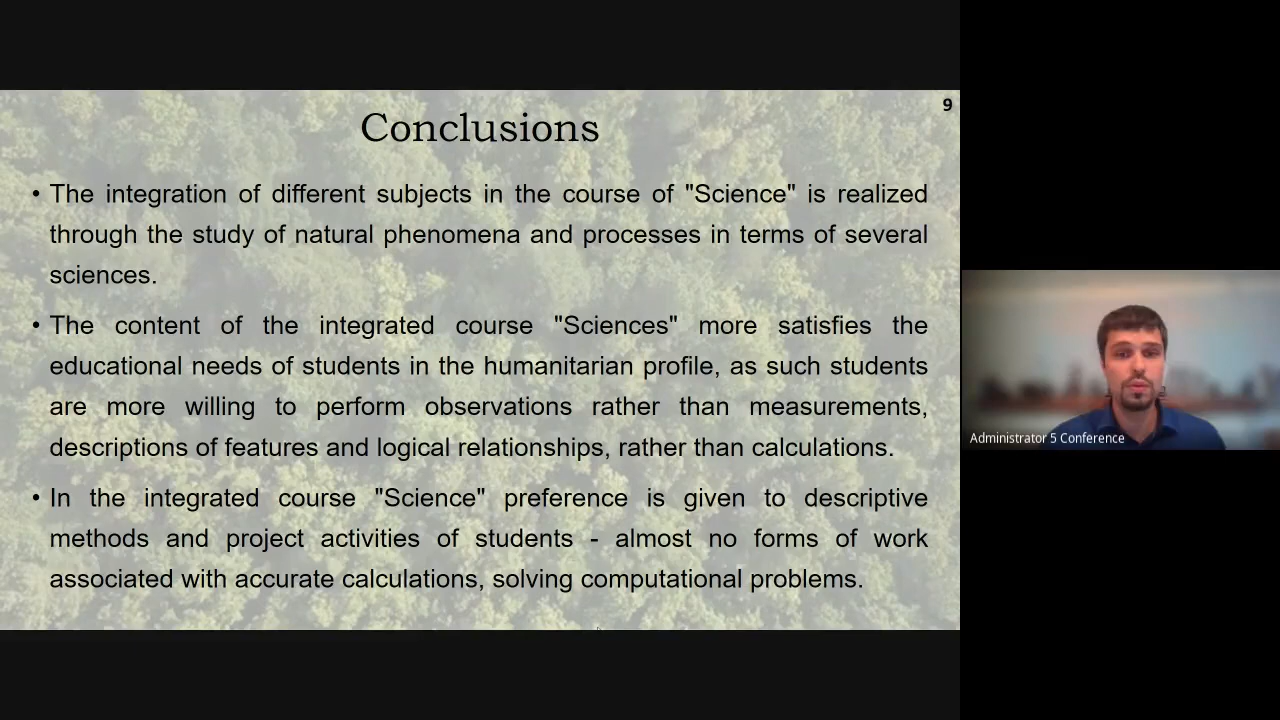 9
Conclusions
• The integration of different subjects in the course of "Science" is realized
through the study of natural phenomena and processes in terms of several
sciences.
• The content of the integrated course "Sciences" more satisfies the
educational needs of students in the humanitarian profile, as such students
are more willing to perform observations rather than measurements,
descriptions of features and logical relationships, rather than calculations.
• In the integrated course "Science" preference is given to descriptive
methods and project activities of students - almost no forms of work
associated with accurate calculations, solving computational problems.
Administrator 5 Conference